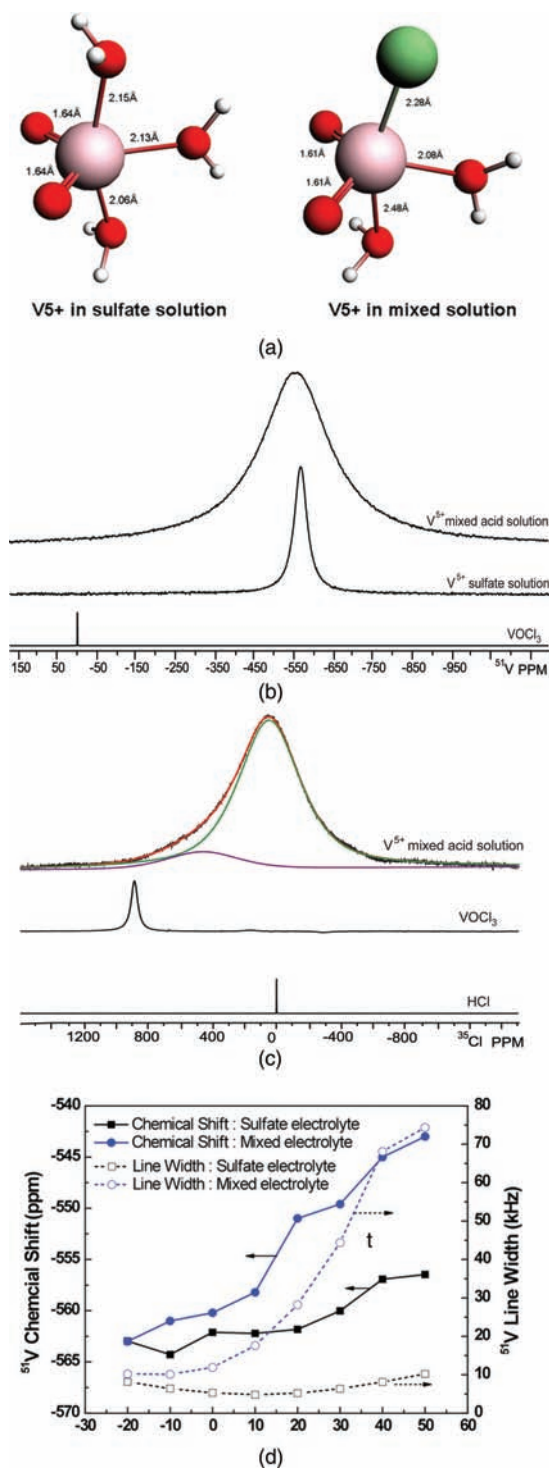 2.15Å
2.28Å
1.64Å
2.13Å
1.61Å
2.08Å
1.64Å
2.06Å
1.61Å
2.48Å
V5+ in sulfate solution
V5+ in mixed solution
(a)
V5+ mixed acid solution
V5+ sulfate solution
VOCl3
150 50 -50 -150 -250 -350 -450 -550 -650 -750 -850 -950 51V PPM
(b)
V5+ mixed acid solution
VOCl3
HCl
1200 800 400 0 -400 -800 35Cl PPM
(c)
-540 80
Chemical Shift : Sulfate electrolyte
Chemical Shift : Mixed electrolyte
Line Width : Sulfate electrolyte
Line Width : Mixed electrolyte
-545 70
-550 60
50
-555 40
t
-560 30
20
-565 10
-570 0
51V Chemcial Shift (ppm)
51V Line Width (kHz)
-30 -20 -10 0 10 20 30 40 50 60
(d)